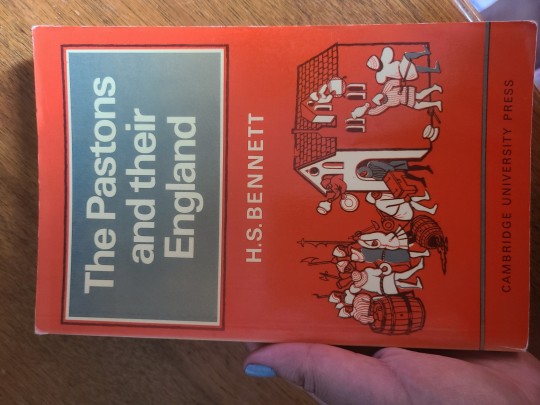 The Pastons
and their
England
H.S.BENNETT
CAMBRIDGE UNIVERSITY PRESS